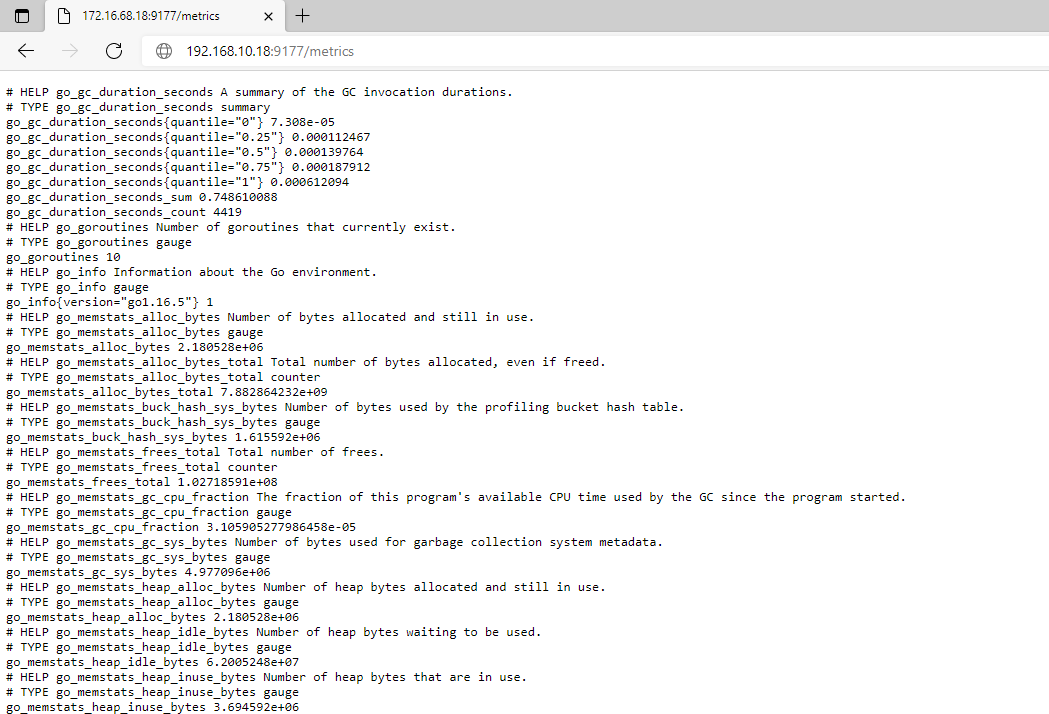 172.16.68.18:9177/metrics
192.168.10.18:9177/metrics
# HELP go_gc_duration_seconds A summary of the GC invocation durations.
# TYPE go_gc_duration_seconds summary
go_gc_duration_seconds{quantile="0"} 7.308e-05
go_gc_duration_seconds{quantile="0.25"} 0.000112467
go_gc_duration_seconds{quantile="0.5"} 0.000139764
go_gc_duration_seconds{quantile="0.75"} 0.000187912
go_gc_duration_seconds{quantile="1"} 0.000612094
go_gc_duration_seconds_sum 0.748610088
go_gc_duration_seconds_count 4419
# HELP go_goroutines Number of goroutines that currently exist.
# TYPE go_goroutines gauge
go_goroutines 10
# HELP go_info Information about the Go environment.
# TYPE go_info gauge
go_info{version="go1.16.5"} 1
# HELP go_memstats_alloc_bytes Number of bytes allocated and still in use.
# TYPE go_memstats_alloc_bytes gauge
go_memstats_alloc_bytes 2.180528e+06
# HELP go_memstats_alloc_bytes_total Total number of bytes allocated, even if freed.
# TYPE go_memstats_alloc_bytes_total counter
go_memstats_alloc_bytes_total 7.882864232e+09
# HELP go_memstats_buck_hash_sys_bytes Number of bytes used by the profiling bucket hash table.
# TYPE go_memstats_buck_hash_sys_bytes gauge
go_memstats_buck_hash_sys_bytes 1.615592e+06
# HELP go_memstats_frees_total Total number of frees.
# TYPE go_memstats_frees_total counter
go_memstats_frees_total 1.02718591e+08
# HELP go_memstats_gc_cpu_fraction The fraction of this program's available CPU time used by the GC since the program started.
# TYPE go_memstats_gc_cpu_fraction gauge
go_memstats_gc_cpu_fraction 3.105905277986458e-05
# HELP go_memstats_gc_sys_bytes Number of bytes used for garbage collection system metadata.
# TYPE go_memstats_gc_sys_bytes gauge
go_memstats_gc_sys_bytes 4.977096e+06
# HELP go_memstats_heap_alloc_bytes Number of heap bytes allocated and still in use.
# TYPE go_memstats_heap_alloc_bytes gauge
go_memstats_heap_alloc_bytes 2.180528e+06
# HELP go_memstats_heap_idle_bytes Number of heap bytes waiting to be used.
# TYPE go_memstats_heap_idle_bytes gauge
go_memstats_heap_idle_bytes 6.2005248e+07
# HELP go_memstats_heap_inuse_bytes Number of heap bytes that are in use.
# TYPE go_memstats_heap_inuse_bytes gauge
go_memstats_heap_inuse_bytes 3.694592e+06